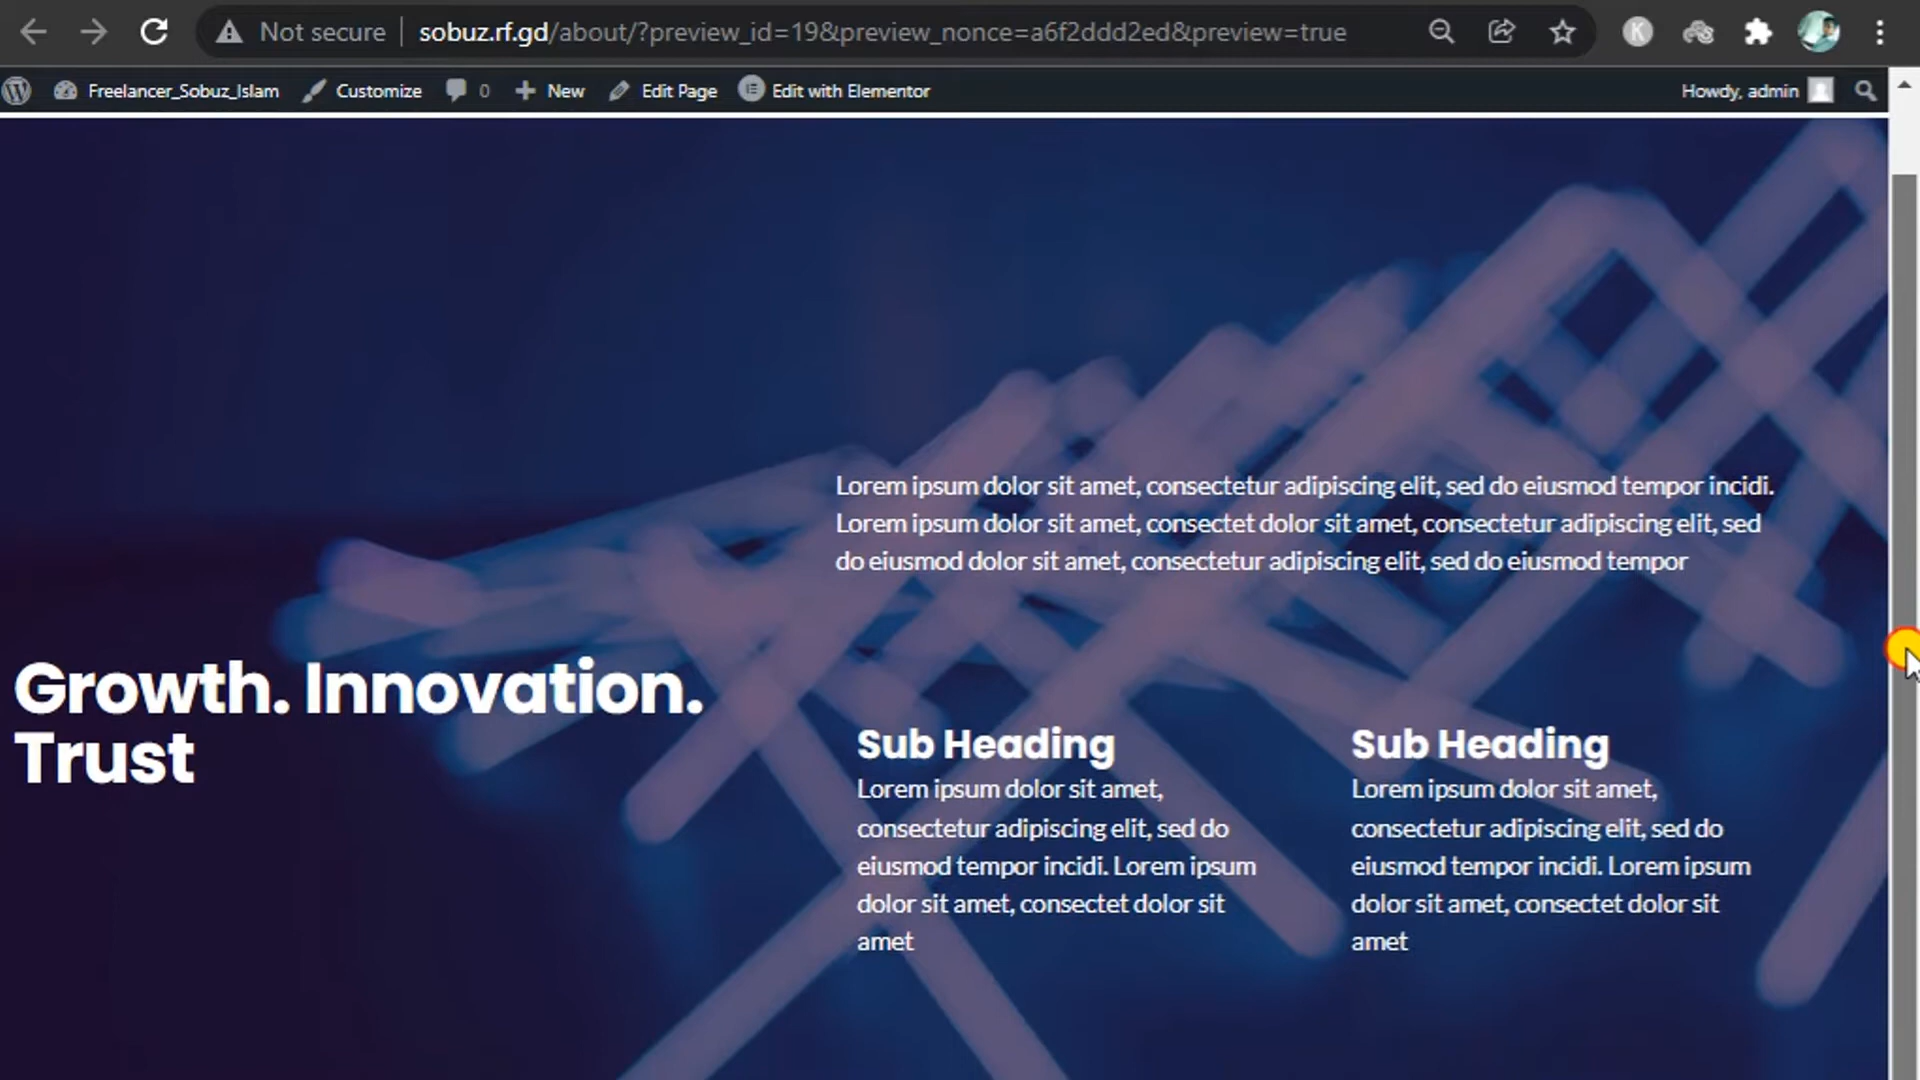 Not secure sobuz.rf.gd/about/?preview_id=19&preview_nonce=a6f2ddd2ed&preview=true K
Freelancer_Sobuz_Islam Customize 0 New Edit Page Edit with Elementor Howdy, admin
Lorem ipsum dolor sit amet, consectetur adipiscing elit, sed do eiusmod tempor incidi.
Lorem ipsum dolor sit amet, consectet dolor sit amet, consectetur adipiscing elit, sed
do eiusmod dolor sit amet, consectetur adipiscing elit, sed do eiusmod tempor
Growth. Innovation.
Trust
Sub Heading
Lorem ipsum dolor sit amet,
consectetur adipiscing elit, sed do
eiusmod tempor incidi. Lorem ipsum
dolor sit amet, consectet dolor sit
amet
Sub Heading
Lorem ipsum dolor sit amet,
consectetur adipiscing elit, sed do
eiusmod tempor incidi. Lorem ipsum
dolor sit amet, consectet dolor sit
amet